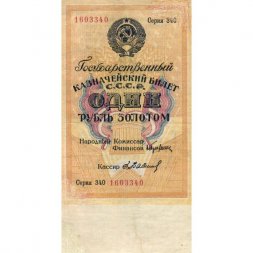 1603340
Серия 340
Государственный
КАЗНАЧЕЙСКИЙ БИЛЕТ
С.С.С.Р.
ОДИН
РУБЛЬ ЗОЛОТОМ
Народный Комиссар
Финансов
Кассир
Серия 340 1603340